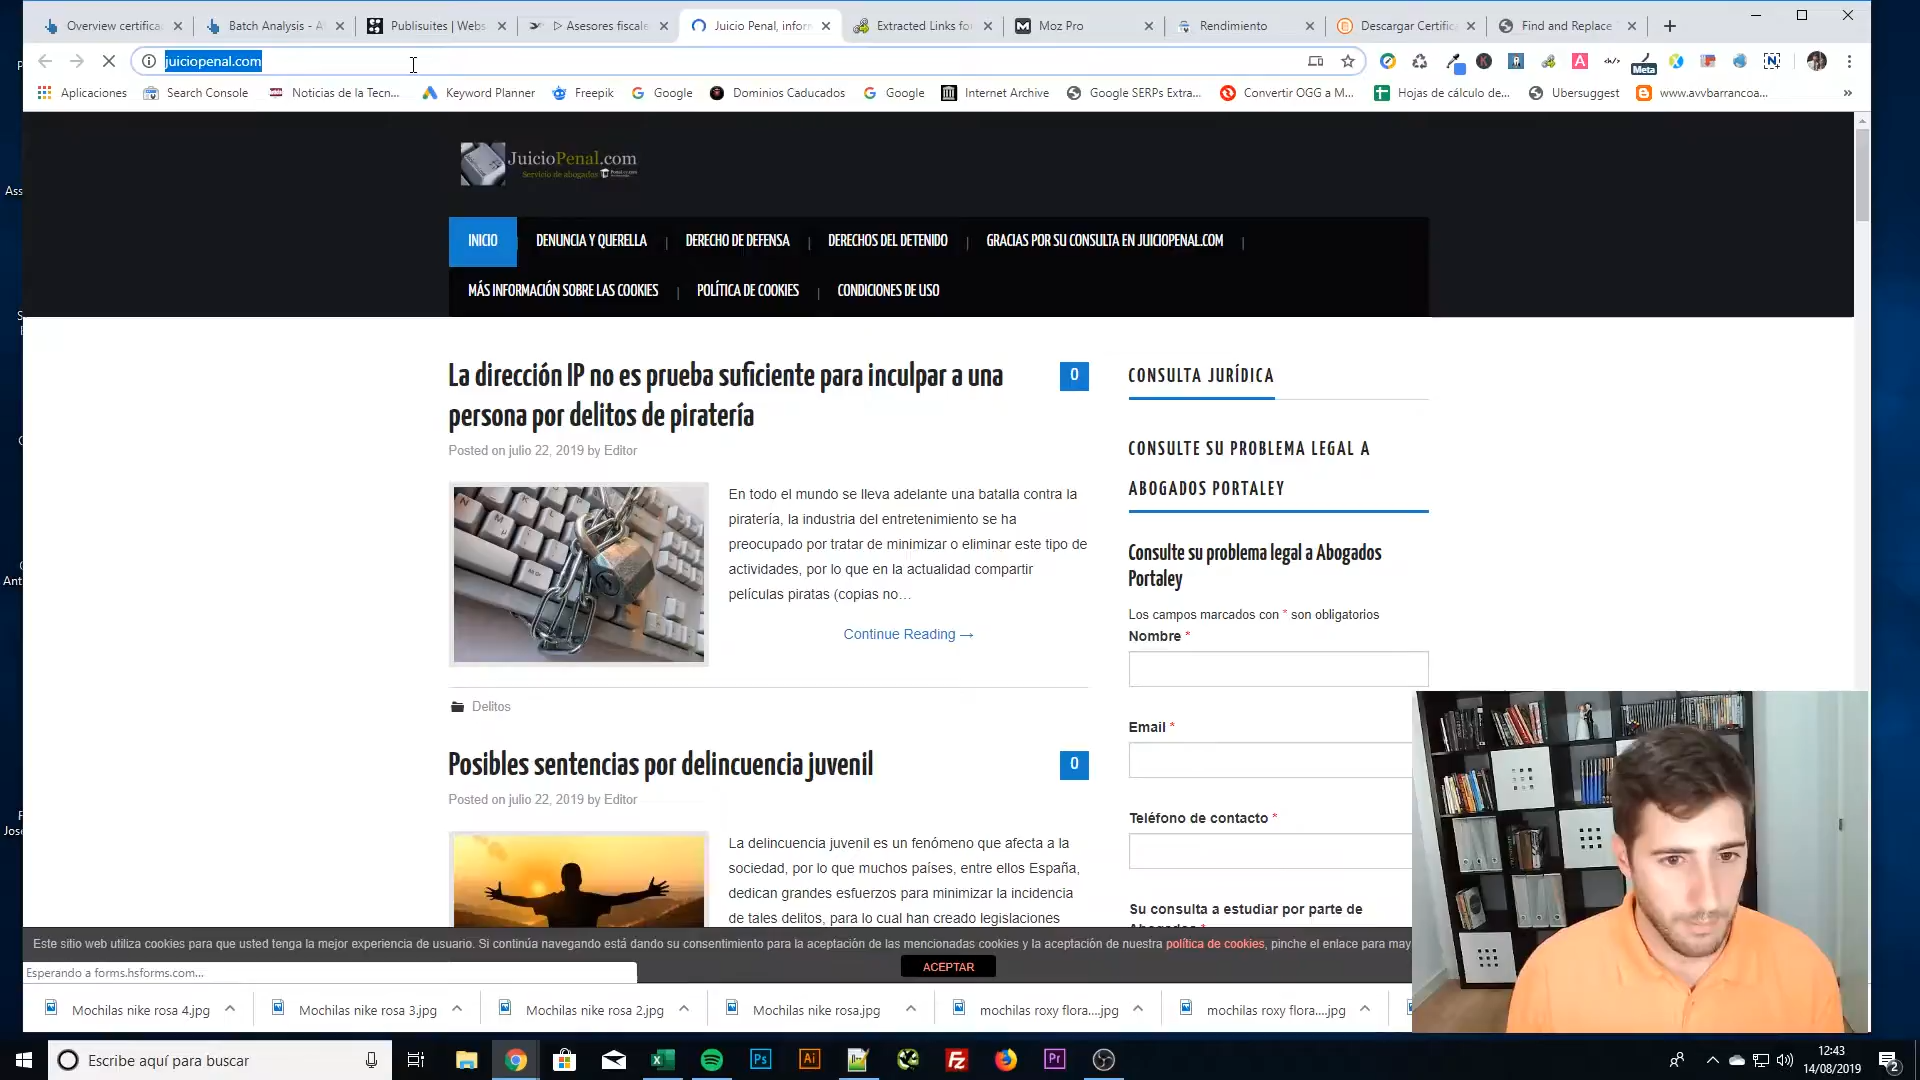 Overview certifica
Batch Analysis - A
Publisuites | Webs
▷ Asesores fiscale
Juicio Penal, infor
Extracted Links fo
Moz Pro
Rendimiento
Descargar Certific
Find and Replace
juiciopenal.com
Meta
Aplicaciones
Search Console
Noticias de la Tecn...
Keyword Planner
Freepik
Google
Dominios Caducados
Google
Internet Archive
Google SERPs Extra...
Convertir OGG a M...
Hojas de cálculo de...
Ubersuggest
www.avvbarrancoa...
»
JuicioPenal.com
Servicio de abogados
INICIO
DENUNCIA Y QUERELLA
DERECHO DE DEFENSA
DERECHOS DEL DETENIDO
GRACIAS POR SU CONSULTA EN JUICIOPENAL.COM
MÁS INFORMACIÓN SOBRE LAS COOKIES
POLÍTICA DE COOKIES
CONDICIONES DE USO
La dirección IP no es prueba suficiente para inculpar a una
persona por delitos de piratería
0
Posted on julio 22, 2019 by Editor
En todo el mundo se lleva adelante una batalla contra la
piratería, la industria del entretenimiento se ha
preocupado por tratar de minimizar o eliminar este tipo de
actividades, por lo que en la actualidad compartir
películas piratas (copias no…
Continue Reading →
Delitos
Posibles sentencias por delincuencia juvenil
0
Posted on julio 22, 2019 by Editor
La delincuencia juvenil es un fenómeno que afecta a la
sociedad, por lo que muchos países, entre ellos España,
dedican grandes esfuerzos para minimizar la incidencia
de tales delitos, para lo cual han creado legislaciones
CONSULTA JURÍDICA
CONSULTE SU PROBLEMA LEGAL A
ABOGADOS PORTALEY
Consulte su problema legal a Abogados
Portaley
Los campos marcados con * son obligatorios
Nombre *
Email *
Teléfono de contacto *
Su consulta a estudiar por parte de
Este sitio web utiliza cookies para que usted tenga la mejor experiencia de usuario. Si continúa navegando está dando su consentimiento para la aceptación de las mencionadas cookies y la aceptación de nuestra política de cookies, pinche el enlace para may
ACEPTAR
Esperando a forms.hsforms.com...
Mochilas nike rosa 4.jpg
Mochilas nike rosa 3.jpg
Mochilas nike rosa 2.jpg
Mochilas nike rosa.jpg
mochilas roxy flora....jpg
mochilas roxy flora....jpg
Ass
Ant
Jos
Escribe aquí para buscar
Ps
Ai
Fz
Pr
12:43
14/08/2019
2